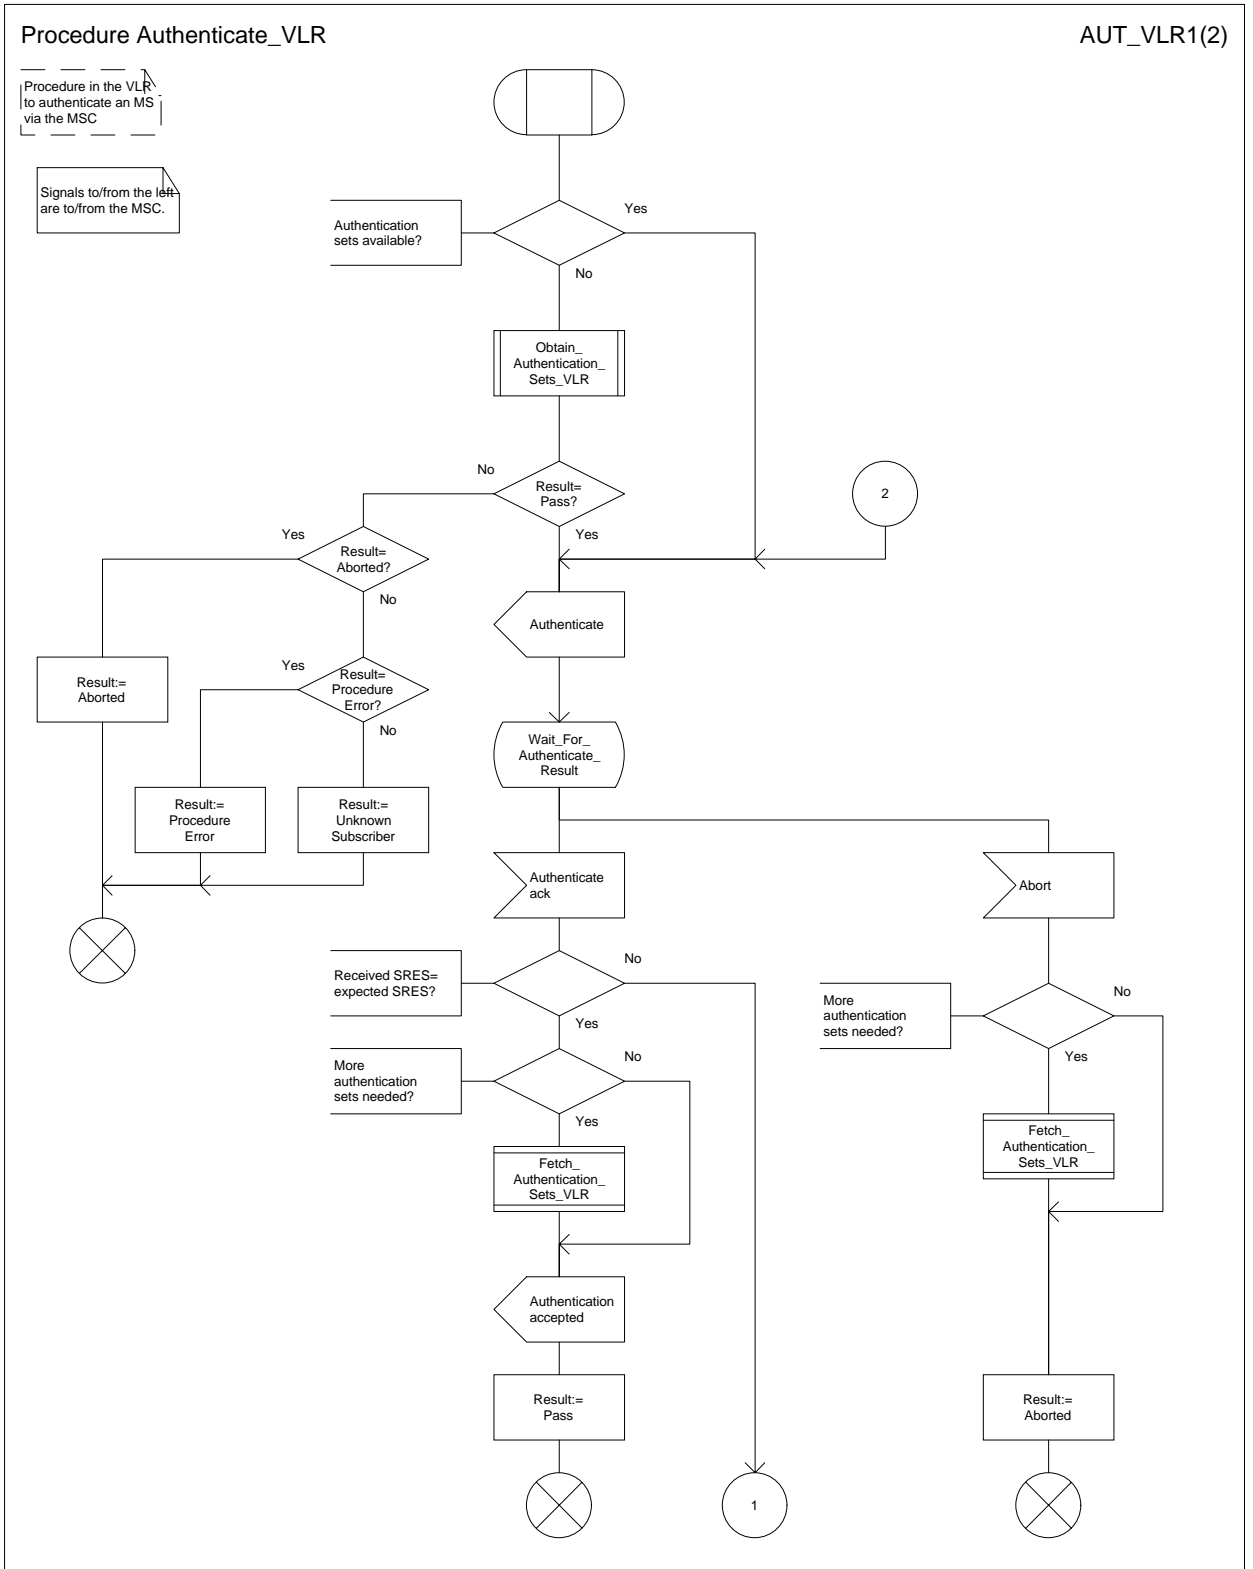 Procedure Authenticate_VLR
AUT_VLR1(2)
Procedure in the VLR
to authenticate an MS
via the MSC
Signals to/from the left
are to/from the MSC.
Authentication
sets available?
Yes
No
Obtain_
Authentication_
Sets_VLR
No
Result=
Pass?
Yes
2
Yes
Result=
Aborted?
No
Authenticate
Result:=
Aborted
Yes
Result=
Procedure
Error?
No
Wait_For_
Authenticate_
Result
Result:=
Procedure
Error
Result:=
Unknown
Subscriber
Authenticate
ack
Abort
Received SRES=
expected SRES?
No
Yes
More
authentication
sets needed?
No
Yes
More
authentication
sets needed?
No
Yes
Fetch_
Authentication_
Sets_VLR
Fetch_
Authentication_
Sets_VLR
Authentication
accepted
Result:=
Pass
Result:=
Aborted
1